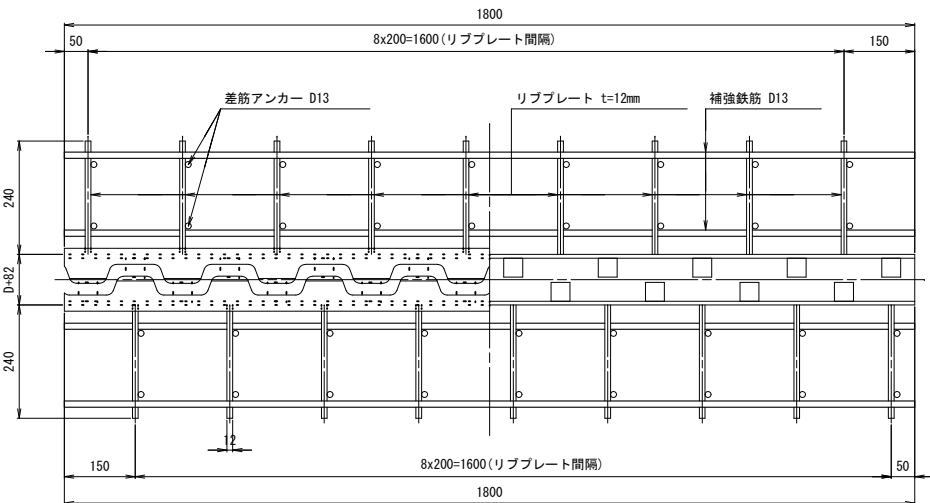 1800
50
8x200=1600(リブプレート間隔)
150
差筋アンカー D13
リブプレート t=12mm
補強鉄筋 D13
240
D+82
240
12
150
8x200=1600(リブプレート間隔)
50
1800